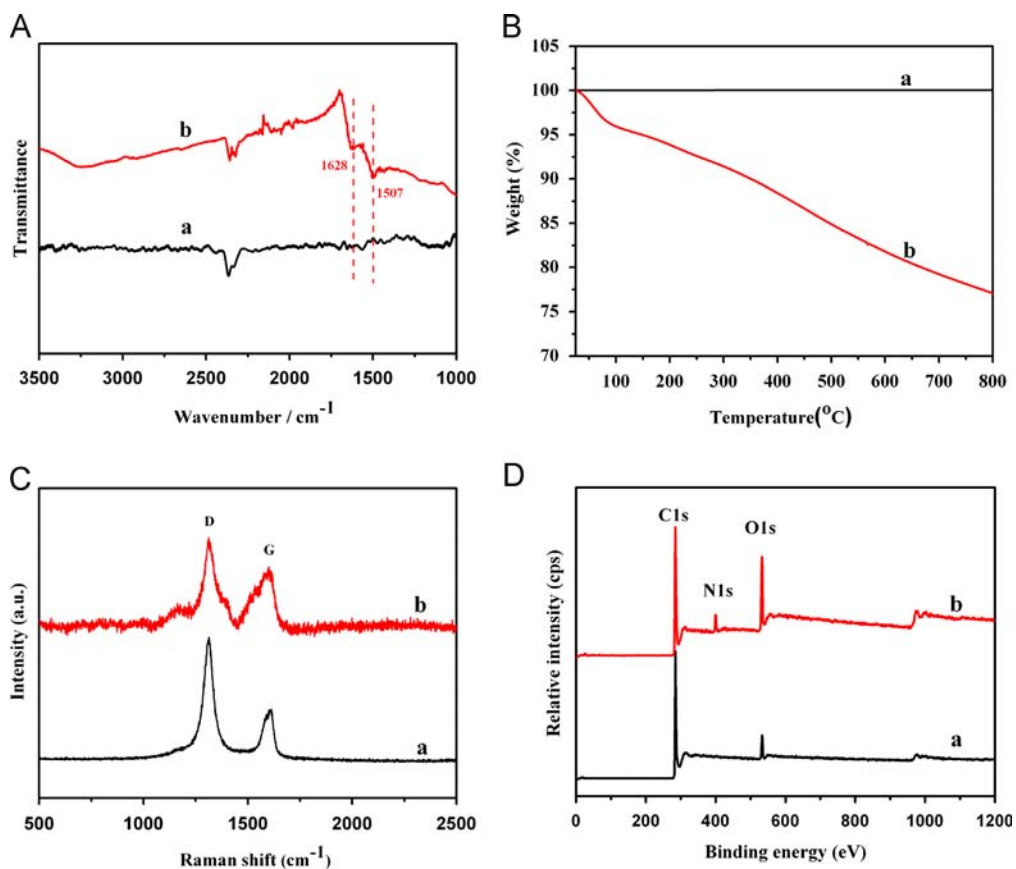 A
b
1628
1507
a
Transmittance
3500 3000 2500 2000 1500 1000
Wavenumber / cm-1
B
105
100
95
90
85
80
75
70
a
b
Weight (%)
100 200 300 400 500 600 700 800
Temperature(oC)
C
D
G
b
a
Intensity (a.u.)
500 1000 1500 2000 2500
Raman shift (cm-1)
D
C1s
O1s
N1s
b
a
Relative intensity (cps)
0 200 400 600 800 1000 1200
Binding energy (eV)